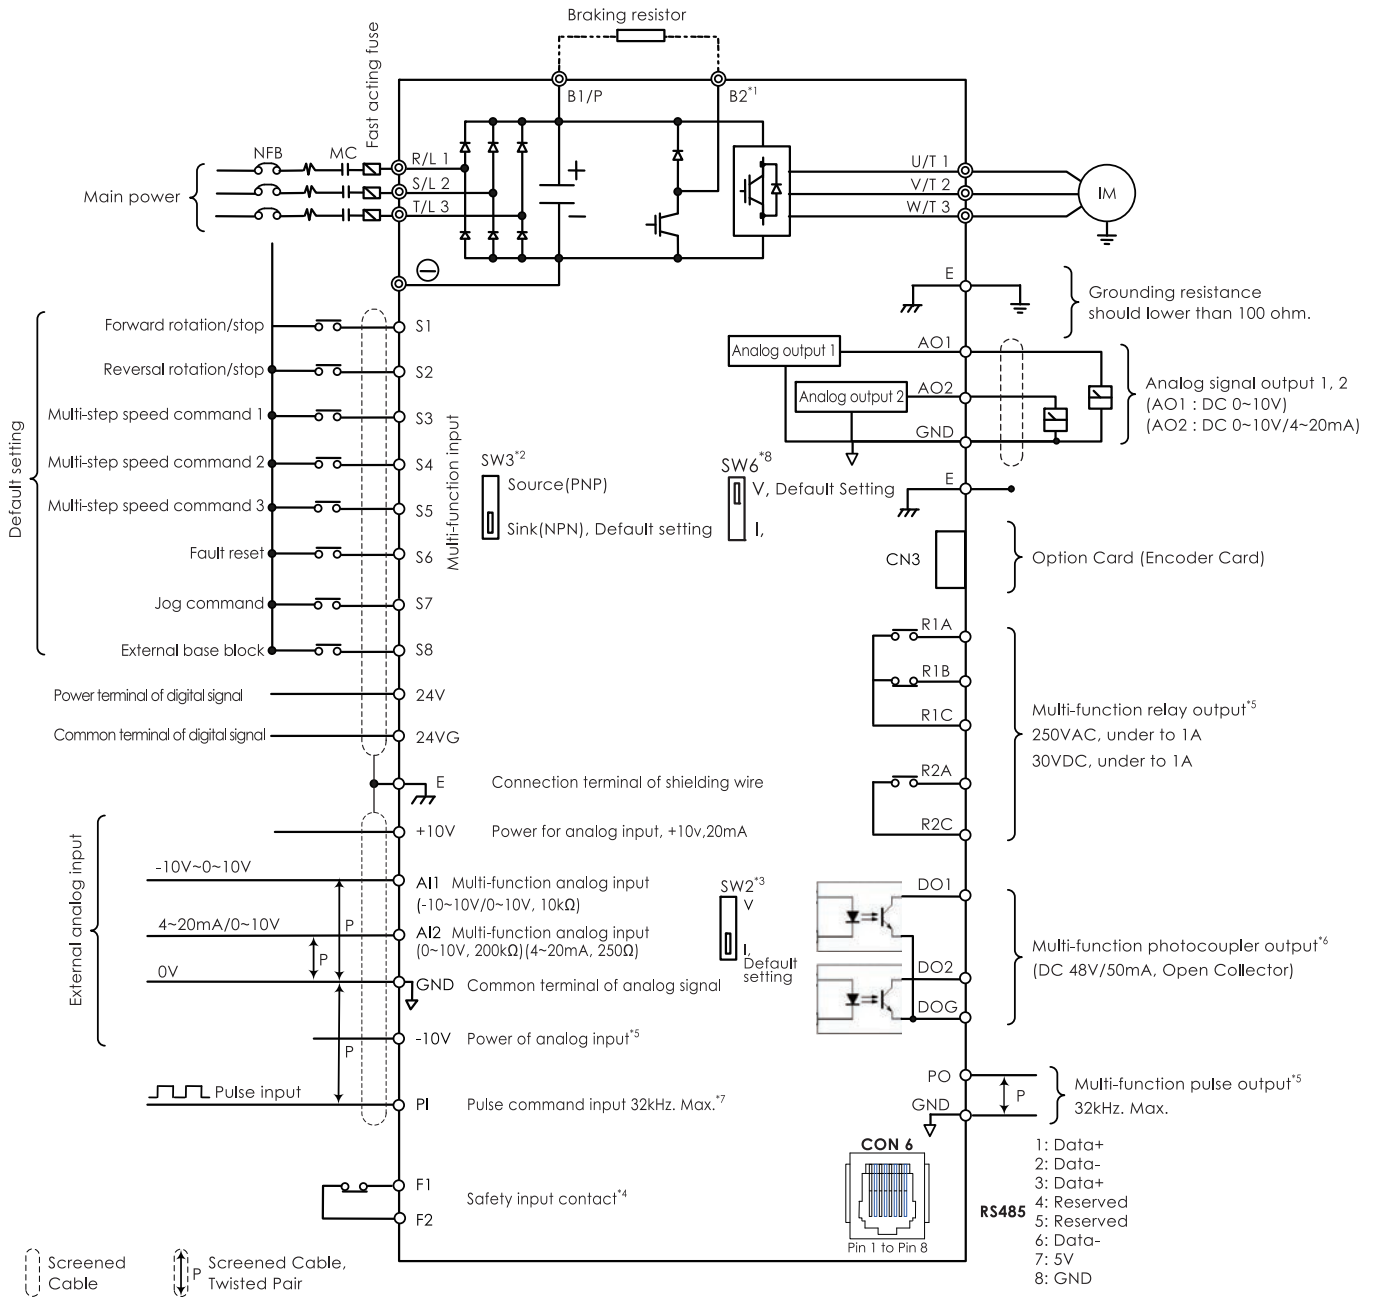 Braking resistor
Fast acting fuse
B1/P
B2*1
NFB
MC
R/L 1
S/L 2
T/L 3
Main power
U/T 1
V/T 2
W/T 3
IM
E
Grounding resistance
should lower than 100 ohm.
Default setting
Forward rotation/stop
S1
Reversal rotation/stop
S2
Multi-step speed command 1
S3
Multi-step speed command 2
S4
Multi-step speed command 3
S5
Fault reset
S6
Jog command
S7
External base block
S8
Multi-function input
Power terminal of digital signal
24V
Common terminal of digital signal
24VG
SW3*2
Source(PNP)
Sink(NPN), Default setting
SW6*8
V, Default Setting
I,
Analog output 1
AO1
Analog output 2
AO2
GND
Analog signal output 1, 2
(AO1 : DC 0~10V)
(AO2 : DC 0~10V/4~20mA)
E
CN3
Option Card (Encoder Card)
R1A
R1B
R1C
R2A
R2C
Multi-function relay output*5
250VAC, under to 1A
30VDC, under to 1A
E
Connection terminal of shielding wire
External analog input
+10V
Power for analog input, +10v,20mA
-10V~0~10V
AI1 Multi-function analog input
(-10~10V/0~10V, 10kΩ)
P
4~20mA/0~10V
AI2 Multi-function analog input
(0~10V, 200kΩ)(4~20mA, 250Ω)
P
0V
GND Common terminal of analog signal
-10V
Power of analog input*5
P
Pulse input
PI
Pulse command input 32kHz. Max.*7
SW2*3
V
I,
Default
setting
DO1
DO2
DOG
Multi-function photocoupler output*6
(DC 48V/50mA, Open Collector)
PO
P
GND
Multi-function pulse output*5
32kHz. Max.
F1
F2
Safety input contact*4
CON 6
Pin 1 to Pin 8
RS485
1: Data+
2: Data-
3: Data+
4: Reserved
5: Reserved
6: Data-
7: 5V
8: GND
Screened
Cable
P
Screened Cable,
Twisted Pair